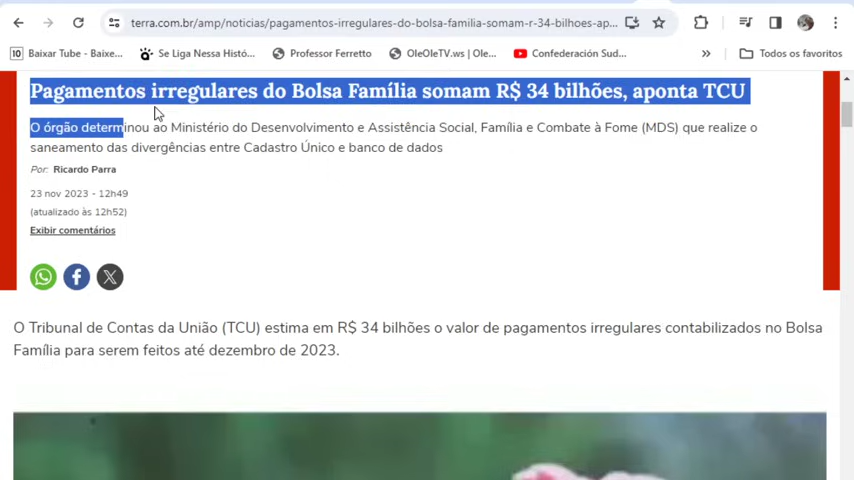 terra.com.br/amp/noticias/pagamentos-irregulares-do-bolsa-familia-somam-r-34-bilhoes-ap...
Baixar Tube - Baixe...
Se Liga Nessa Histó...
Professor Ferretto
OleOleTV.ws | Ole...
Confederación Sud...
»
Todos os favoritos
Pagamentos irregulares do Bolsa Família somam R$ 34 bilhões, aponta TCU
O órgão determinou ao Ministério do Desenvolvimento e Assistência Social, Família e Combate à Fome (MDS) que realize o
saneamento das divergências entre Cadastro Único e banco de dados
Por: Ricardo Parra
23 nov 2023 - 12h49
(atualizado às 12h52)
Exibir comentários
O Tribunal de Contas da União (TCU) estima em R$ 34 bilhões o valor de pagamentos irregulares contabilizados no Bolsa
Família para serem feitos até dezembro de 2023.